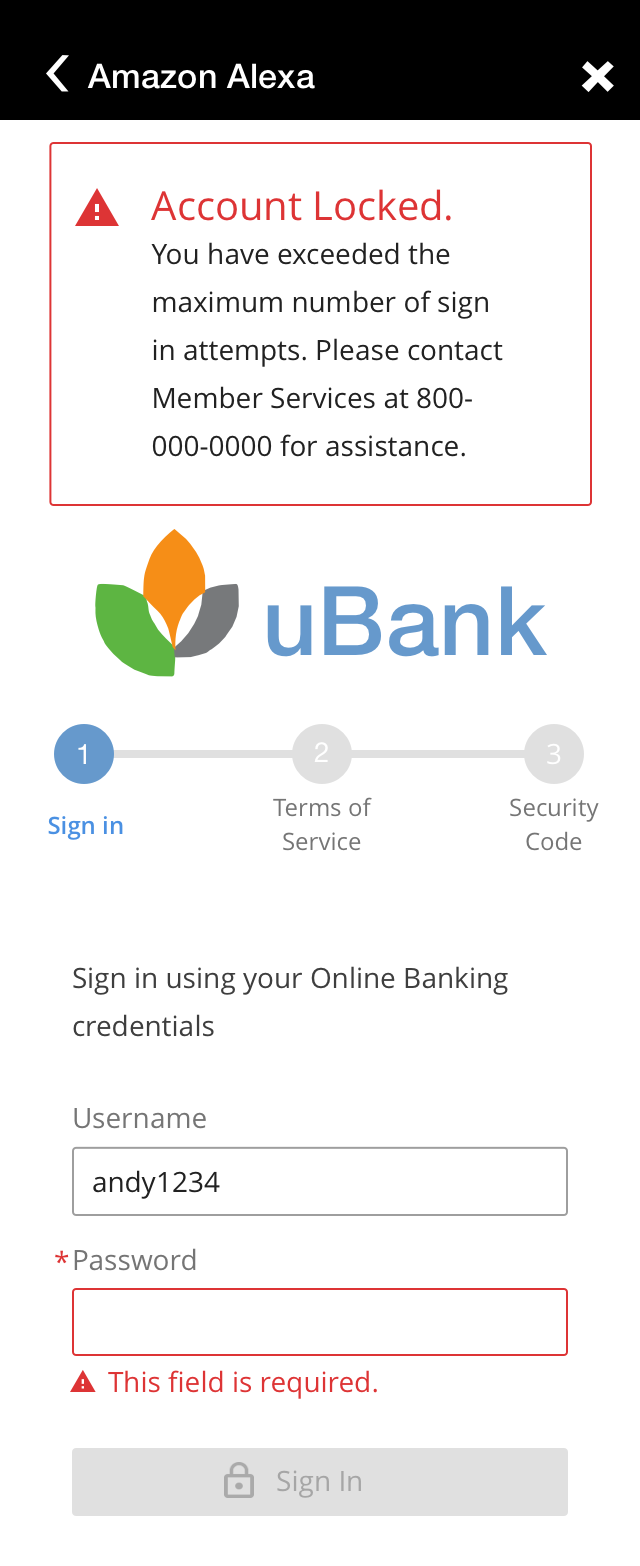 Amazon Alexa
Account Locked.
You have exceeded the
maximum number of sign
in attempts. Please contact
Member Services at 800-
000-0000 for assistance.
uBank
1
2
3
Sign in
Terms of
Service
Security
Code
Sign in using your Online Banking
credentials
Username
andy1234
*Password
This field is required.
Sign In